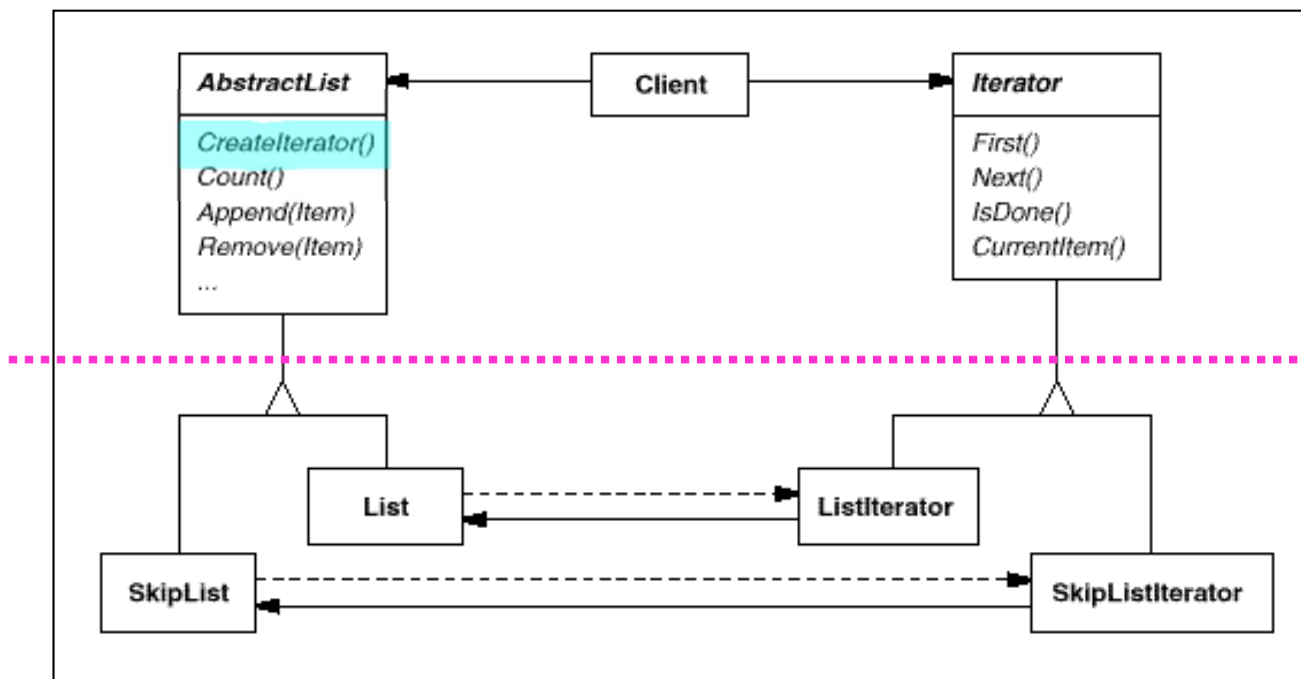 AbstractList
CreateIterator()
Count()
Append(Item)
Remove(Item)
...
Client
Iterator
First()
Next()
IsDone()
CurrentItem()
List
ListIterator
SkipList
SkipListIterator